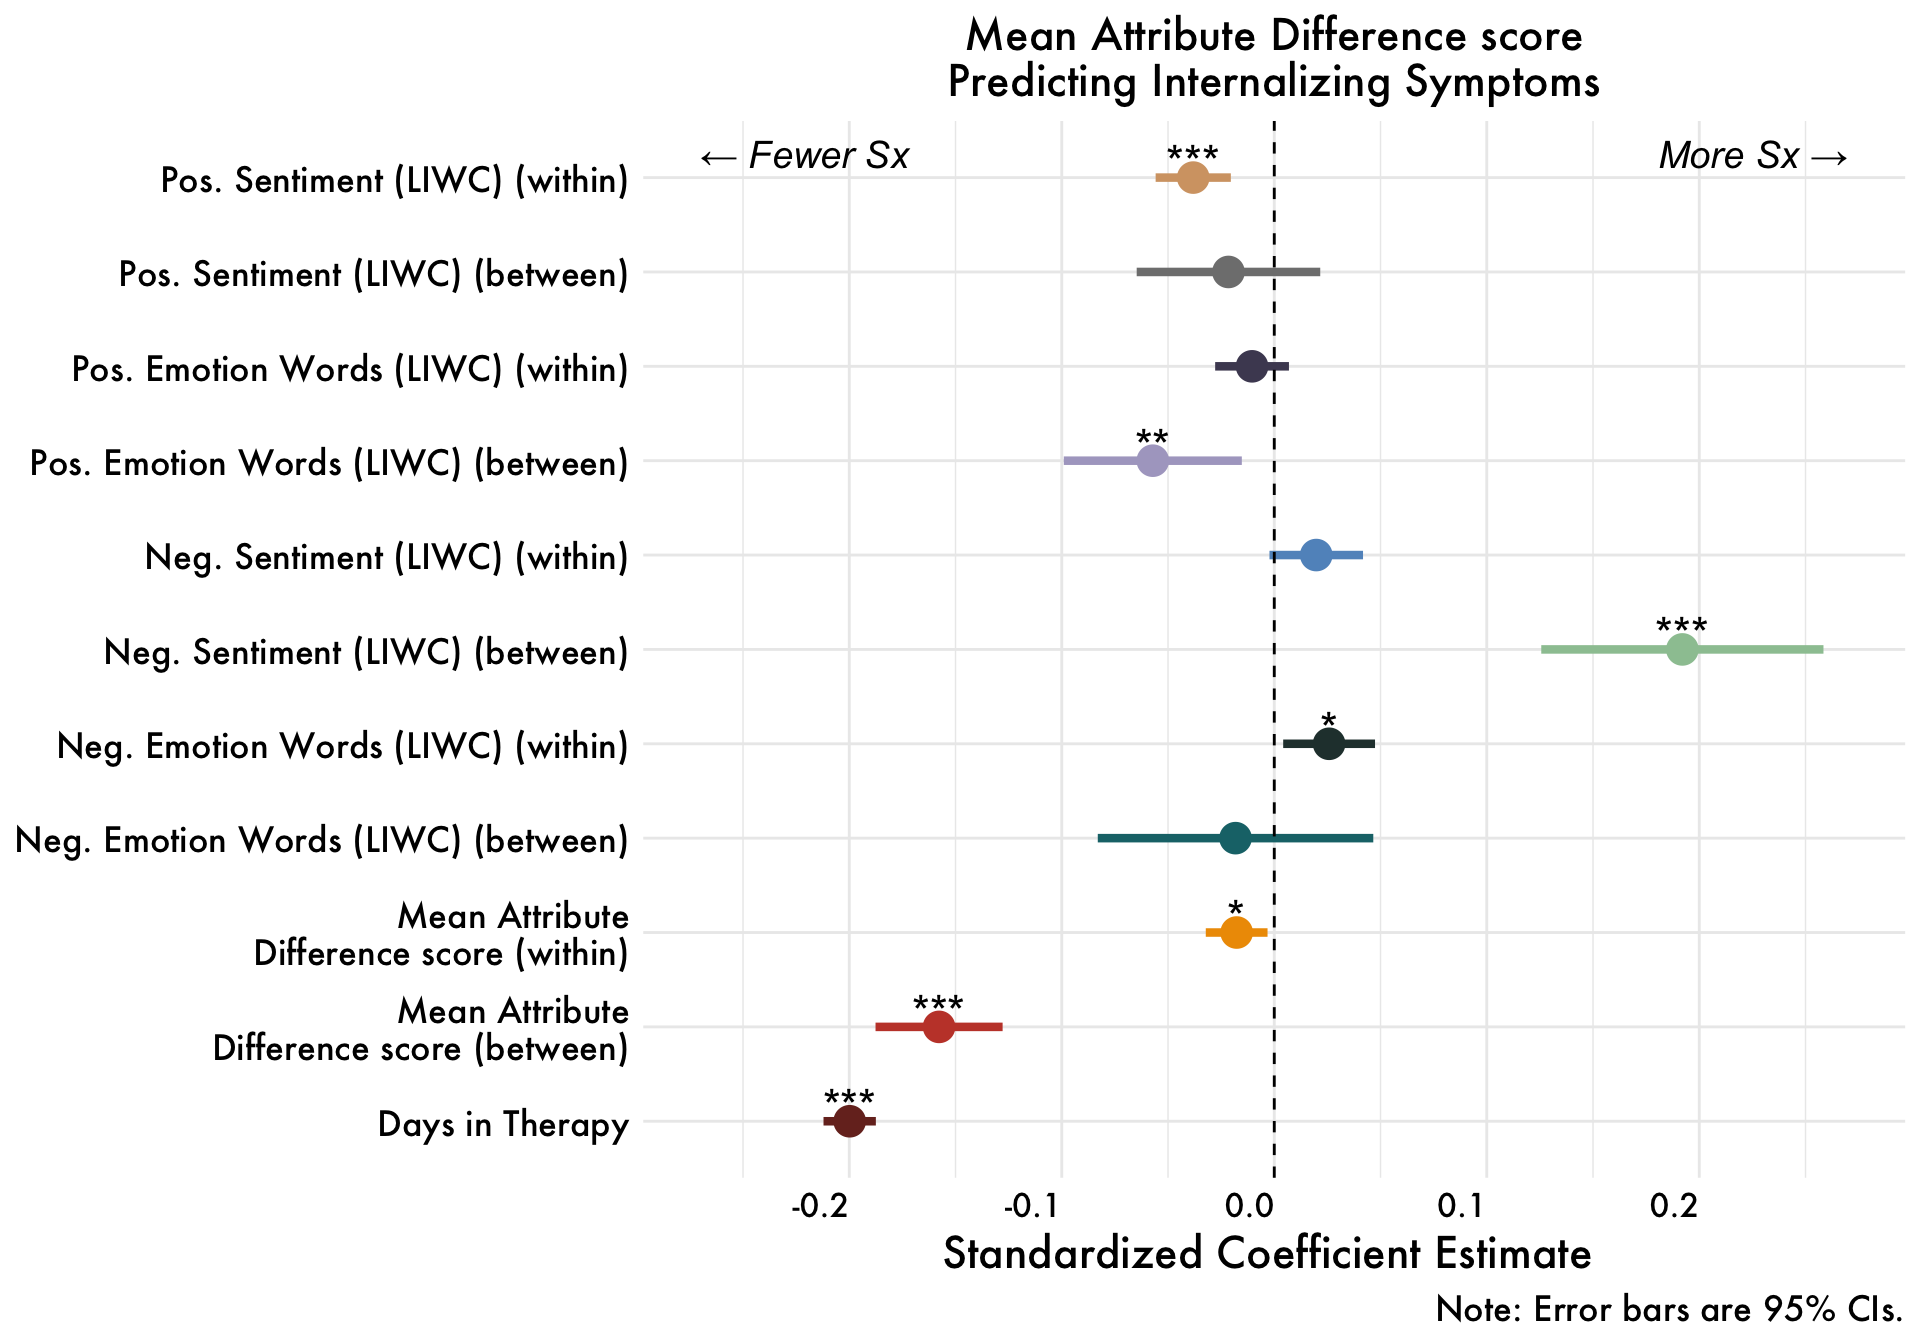 Mean Attribute Difference score
Predicting Internalizing Symptoms
← Fewer Sx
More Sx →
***
Pos. Sentiment (LIWC) (within)
Pos. Sentiment (LIWC) (between)
Pos. Emotion Words (LIWC) (within)
**
Pos. Emotion Words (LIWC) (between)
Neg. Sentiment (LIWC) (within)
***
Neg. Sentiment (LIWC) (between)
*
Neg. Emotion Words (LIWC) (within)
Neg. Emotion Words (LIWC) (between)
*
Mean Attribute
Difference score (within)
***
Mean Attribute
Difference score (between)
***
Days in Therapy
-0.2 -0.1 0.0 0.1 0.2
Standardized Coefficient Estimate
Note: Error bars are 95% CIs.